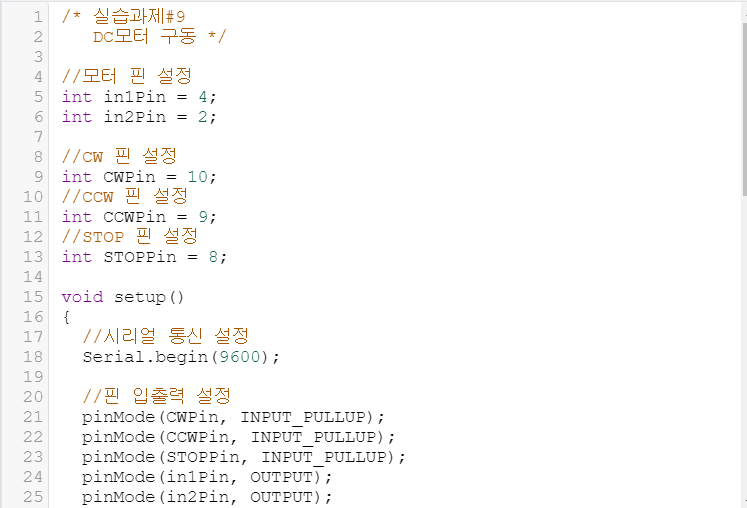 1 /* 실습과제#9
2 DC모터 구동 */
3
4 //모터 핀 설정
5 int in1Pin = 4;
6 int in2Pin = 2;
7
8 //CW 핀 설정
9 int CWPin = 10;
10 //CCW 핀 설정
11 int CCWPin = 9;
12 //STOP 핀 설정
13 int STOPPin = 8;
14
15 void setup()
16 {
17 //시리얼 통신 설정
18 Serial.begin(9600);
19
20 //핀 입출력 설정
21 pinMode(CWPin, INPUT_PULLUP);
22 pinMode(CCWPin, INPUT_PULLUP);
23 pinMode(STOPPin, INPUT_PULLUP);
24 pinMode(in1Pin, OUTPUT);
25 pinMode(in2Pin, OUTPUT);